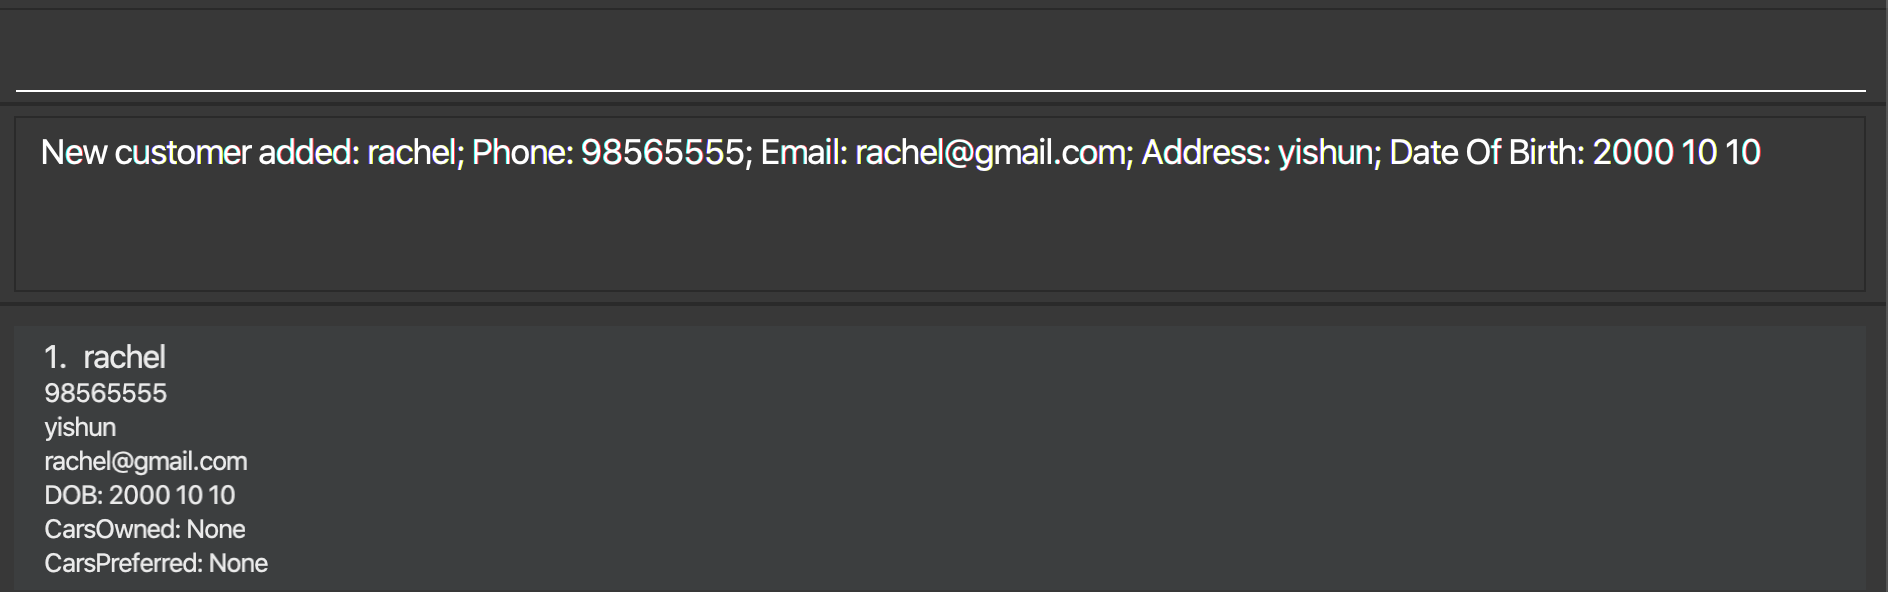 New customer added: rachel; Phone: 98565555; Email: rachel@gmail.com; Address: yishun; Date Of Birth: 2000 10 10
1. rachel
98565555
yishun
rachel@gmail.com
DOB: 2000 10 10
CarsOwned: None
CarsPreferred: None